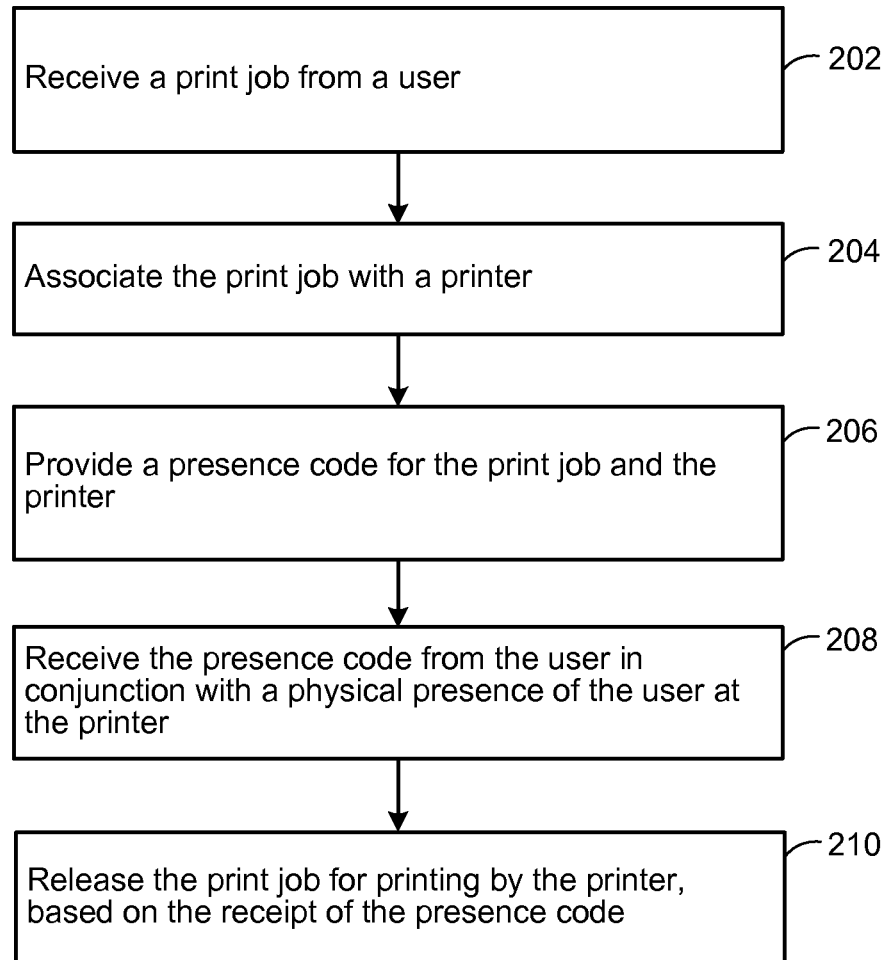 Receive a print job from a user
202
Associate the print job with a printer
204
Provide a presence code for the print job and the
printer
206
Receive the presence code from the user in
conjunction with a physical presence of the user at
the printer
208
Release the print job for printing by the printer,
based on the receipt of the presence code
210